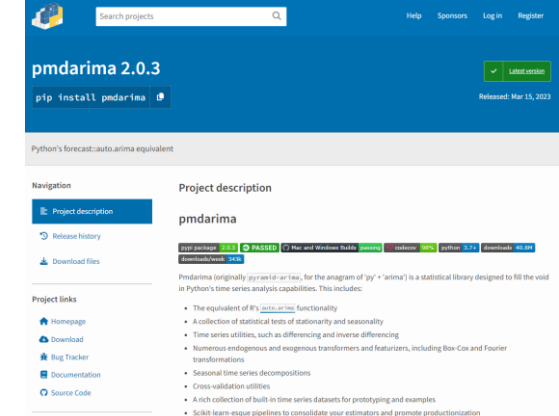 Search projects
Help
Sponsors
Log in
Register
pmdarima 2.0.3
pip install pmdarima
Latest version
Released: Mar 15, 2023
Python's forecast::auto.arima equivalent
Navigation
Project description
Release history
Download files
Project links
Homepage
Download
Bug Tracker
Documentation
Source Code
Project description
pmdarima
pypi package 2.0.3 PASSED Mac and Windows Builds passing codecov 98% python 3.7+ downloads 40.8M
downloads/week 343k
Pmdarima (originally pyramid-arima, for the anagram of 'py' + 'arima') is a statistical library designed to fill the void
in Python's time series analysis capabilities. This includes:
• The equivalent of R's auto.arima functionality
• A collection of statistical tests of stationarity and seasonality
• Time series utilities, such as differencing and inverse differencing
• Numerous endogenous and exogenous transformers and featurizers, including Box-Cox and Fourier
transformations
• Seasonal time series decompositions
• Cross-validation utilities
• A rich collection of built-in time series datasets for prototyping and examples
• Scikit-learn-esque pipelines to consolidate your estimators and promote productionization